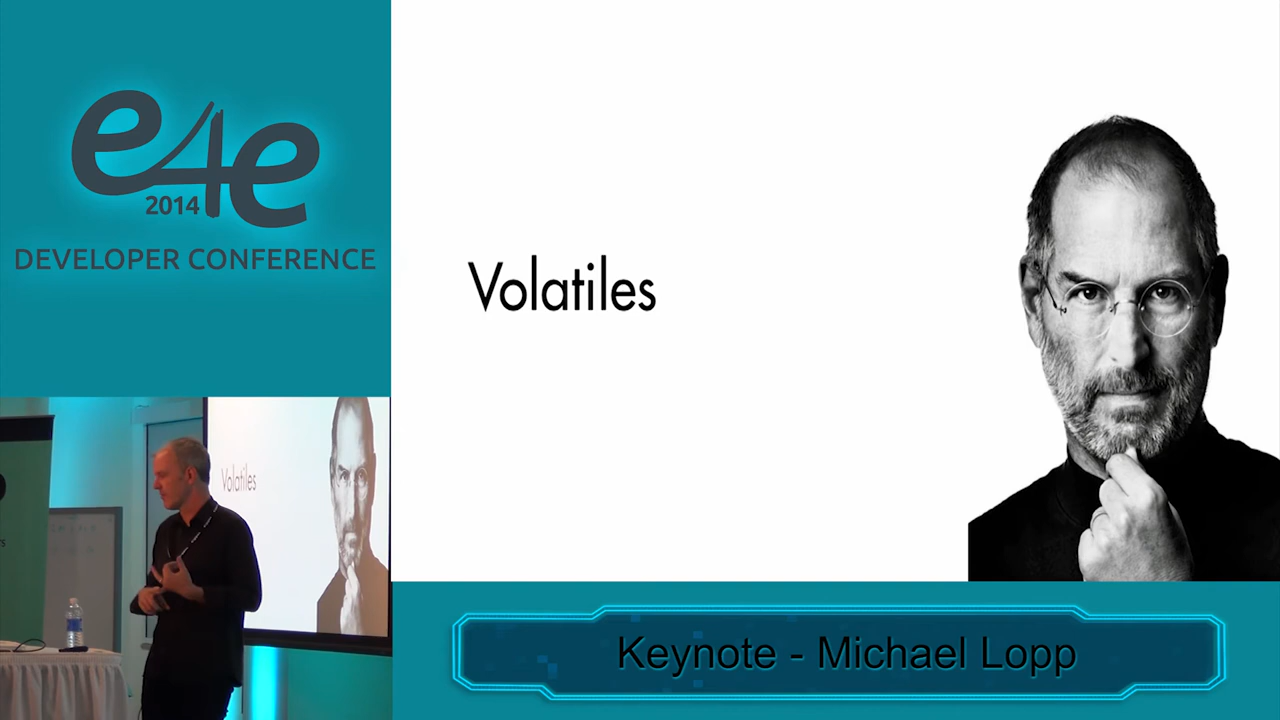 e4e
2014
DEVELOPER CONFERENCE
Volatiles
Volatiles
Keynote - Michael Lopp